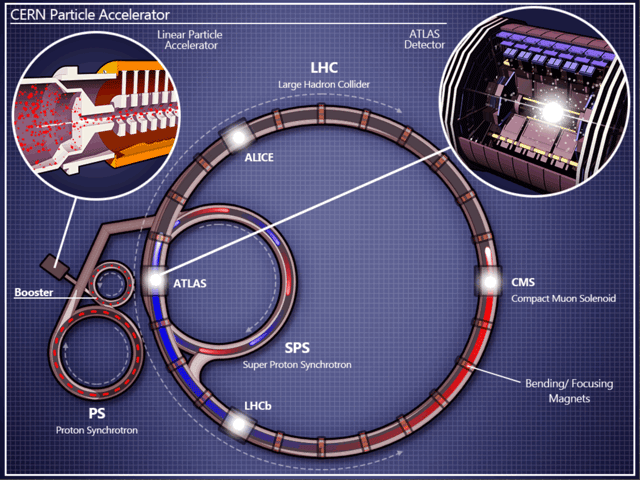 CERN Particle Accelerator
Linear Particle
Accelerator
ATLAS
Detector
LHC
Large Hadron Collider
ALICE
ATLAS
CMS
Compact Muon Solenoid
Booster
SPS
Super Proton Synchrotron
Bending/ Focusing
Magnets
LHCb
PS
Proton Synchrotron